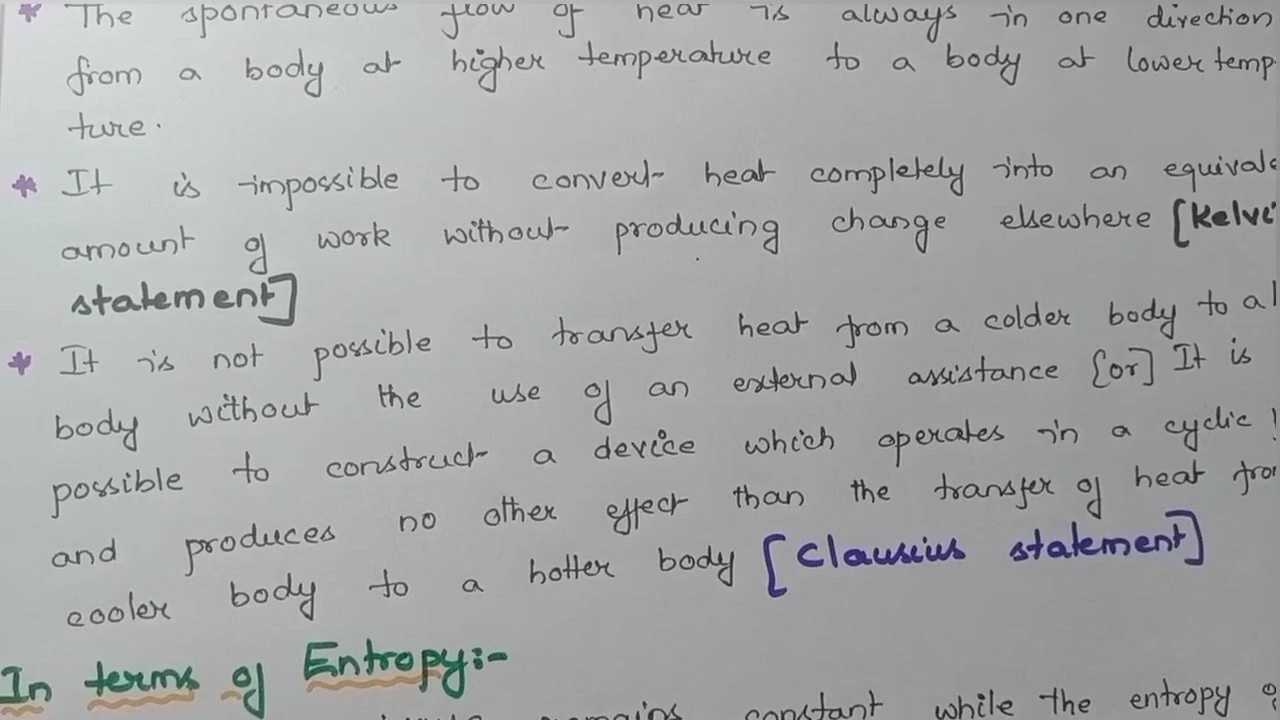 * The spontaneous flow of heat is always in one direction
from a body at higher temperature to a body at lower temp
ture.
* It is impossible to convert heat completely into an equival
amount of work without producing change elsewhere [Kelvi
statement]
* It is not possible to transfer heat from a colder body to a
body without the use of an external assistance [or] It is
possible to construct a device which operates in a cyclic
and produces no other effect than the transfer of heat fro
cooler body to a hotter body [Clausius statement]
In terms of Entropy:-
remains constant while the entropy of